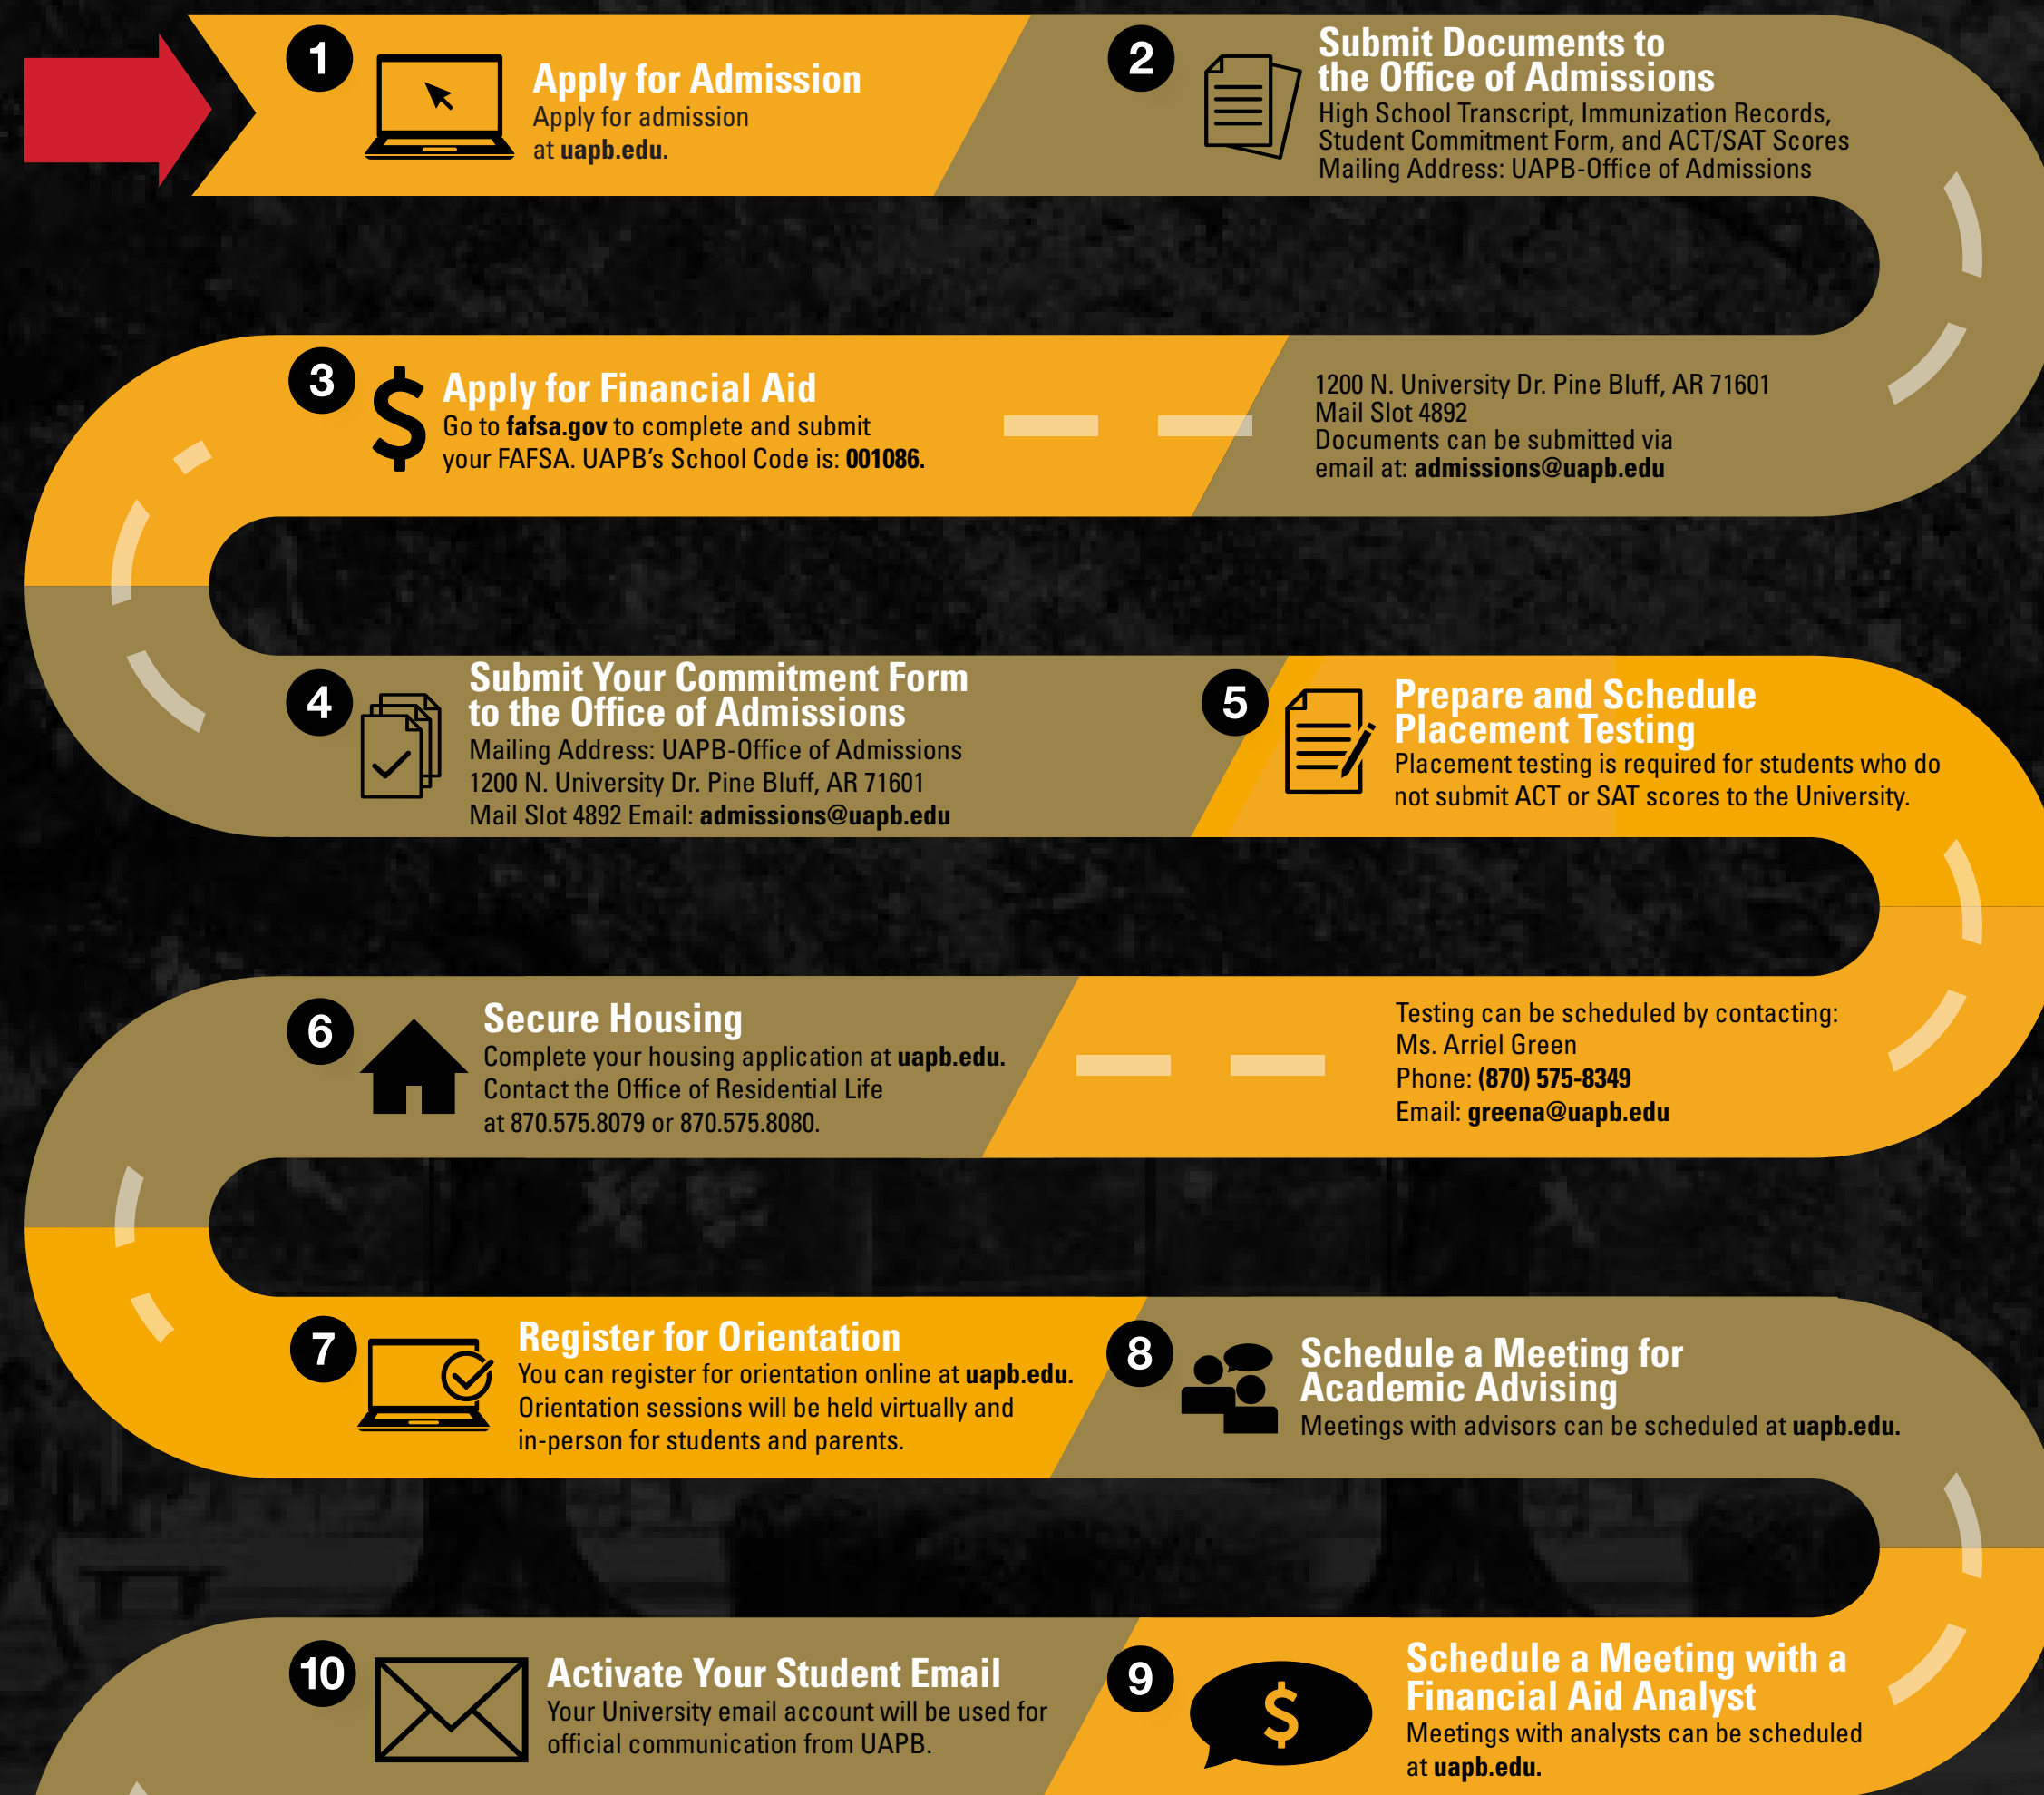 1
Apply for Admission
Apply for admission
at uapb.edu.
2
Submit Documents to
the Office of Admissions
High School Transcript, Immunization Records,
Student Commitment Form, and ACT/SAT Scores
Mailing Address: UAPB-Office of Admissions
1200 N. University Dr. Pine Bluff, AR 71601
Mail Slot 4892
Documents can be submitted via
email at: admissions@uapb.edu
3
$
Apply for Financial Aid
Go to fafsa.gov to complete and submit
your FAFSA. UAPB's School Code is: 001086.
4
Submit Your Commitment Form
to the Office of Admissions
Mailing Address: UAPB-Office of Admissions
1200 N. University Dr. Pine Bluff, AR 71601
Mail Slot 4892 Email: admissions@uapb.edu
5
Prepare and Schedule
Placement Testing
Placement testing is required for students who do
not submit ACT or SAT scores to the University.
Testing can be scheduled by contacting:
Ms. Arriel Green
Phone: (870) 575-8349
Email: greena@uapb.edu
6
Secure Housing
Complete your housing application at uapb.edu.
Contact the Office of Residential Life
at 870.575.8079 or 870.575.8080.
7
Register for Orientation
You can register for orientation online at uapb.edu.
Orientation sessions will be held virtually and
in-person for students and parents.
8
Schedule a Meeting for
Academic Advising
Meetings with advisors can be scheduled at uapb.edu.
9
$
Schedule a Meeting with a
Financial Aid Analyst
Meetings with analysts can be scheduled
at uapb.edu.
10
Activate Your Student Email
Your University email account will be used for
official communication from UAPB.